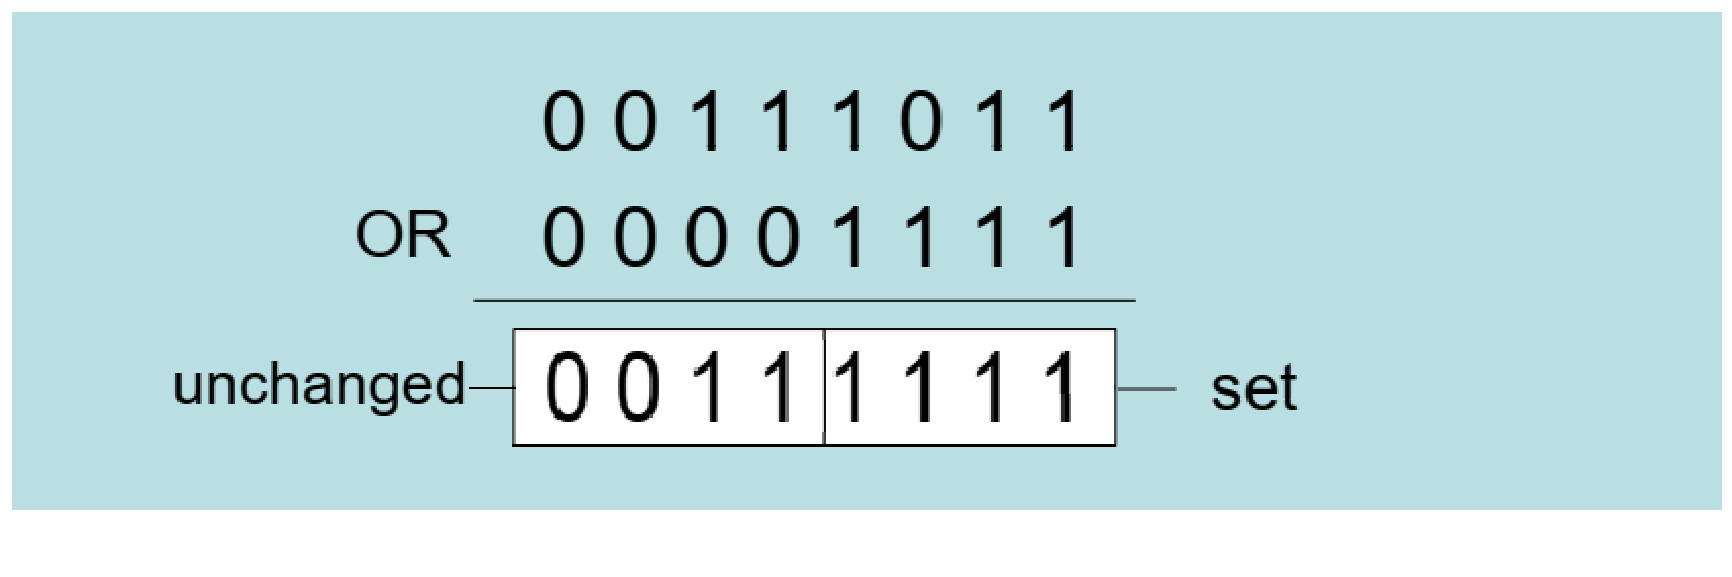 0 0 1 1 1 0 1 1
OR 0 0 0 0 1 1 1 1
unchanged 0 0 1 1 1 1 1 1 set